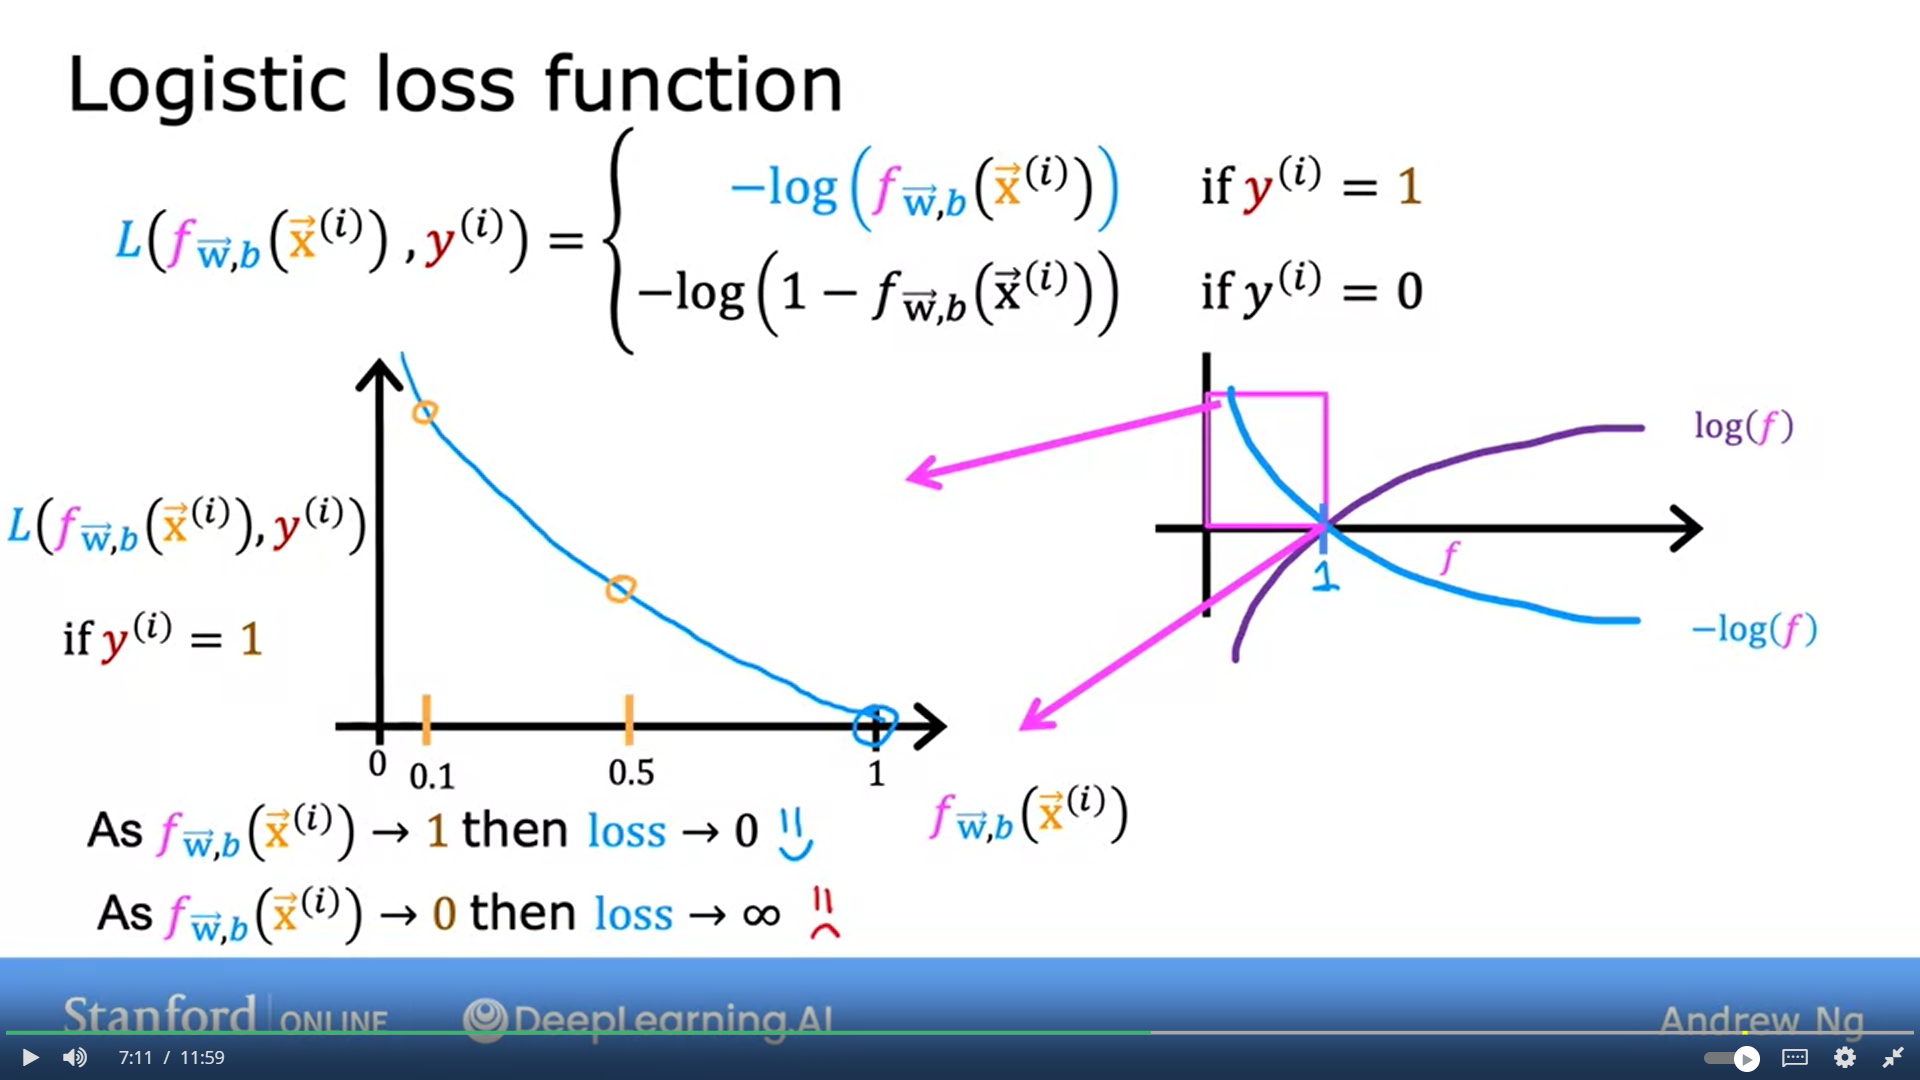 Logistic loss function
L(f_{w⃗,b}(x⃗^{(i)}), y^{(i)}) = { −log(f_{w⃗,b}(x⃗^{(i)})) if y^{(i)} = 1
−log(1 − f_{w⃗,b}(x⃗^{(i)})) if y^{(i)} = 0
log(f)
L(f_{w⃗,b}(x⃗^{(i)}), y^{(i)})
if y^{(i)} = 1
f
1
−log(f)
0 0.1 0.5 1
f_{w⃗,b}(x⃗^{(i)})
As f_{w⃗,b}(x⃗^{(i)}) → 1 then loss → 0
As f_{w⃗,b}(x⃗^{(i)}) → 0 then loss → ∞
Stanford ONLINE DeepLearning.AI Andrew Ng
7:11 / 11:59